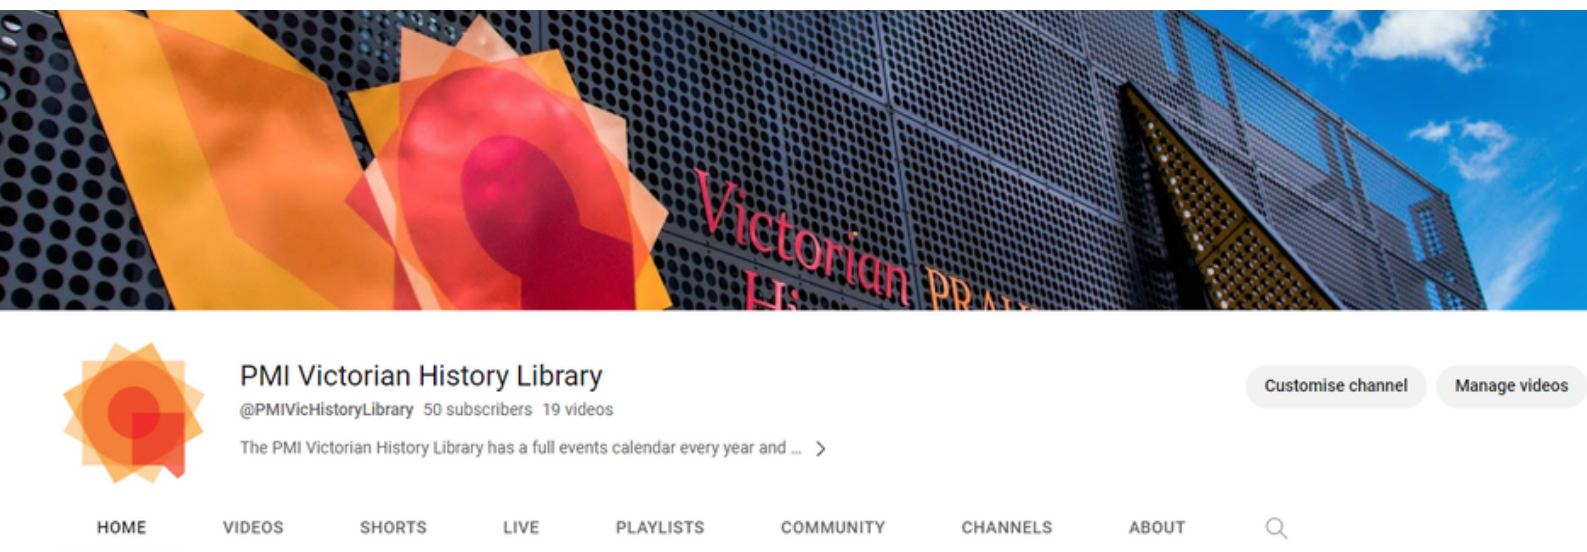 Victorian
PMI Victorian History Library
@PMIVicHistoryLibrary 50 subscribers 19 videos
The PMI Victorian History Library has a full events calendar every year and ...
Customise channel Manage videos
HOME VIDEOS SHORTS LIVE PLAYLISTS COMMUNITY CHANNELS ABOUT